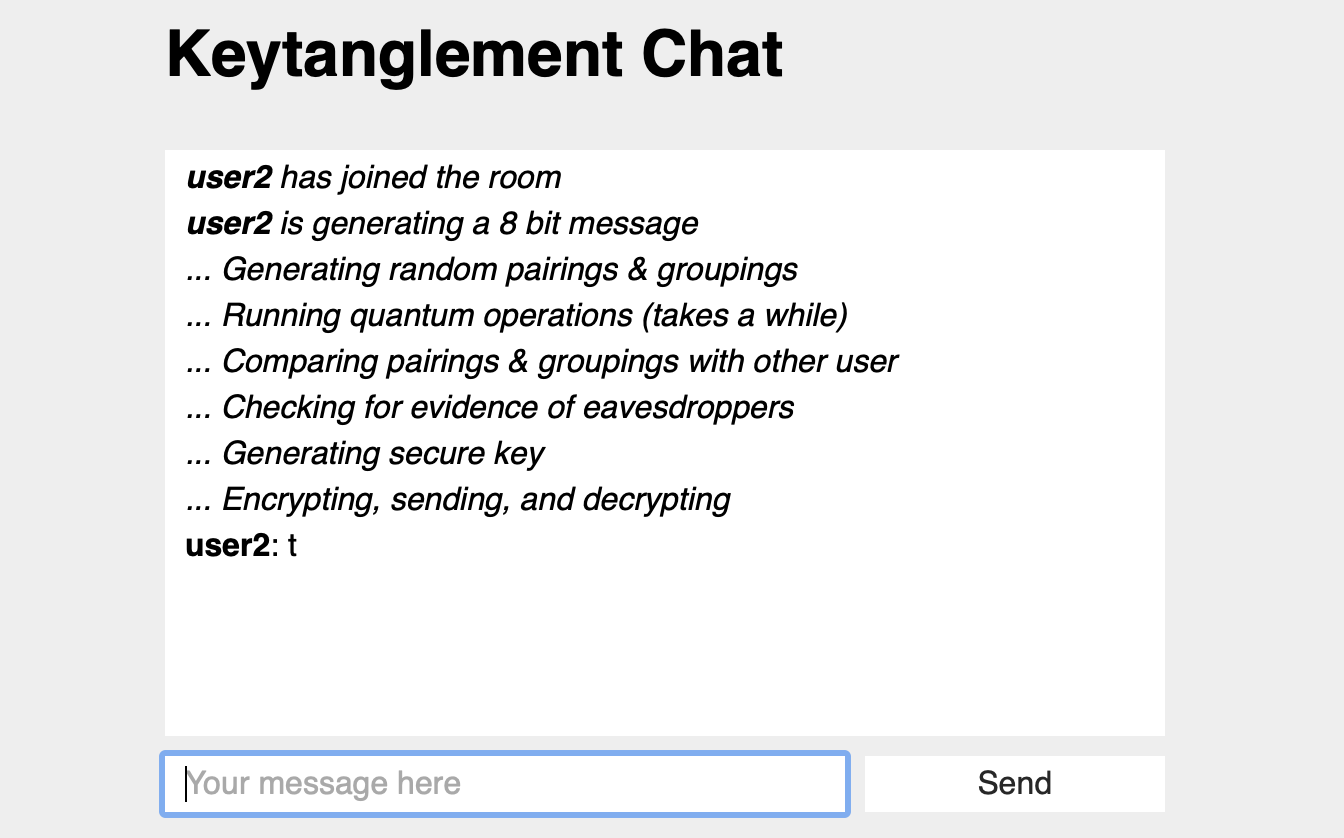 Keytanglement Chat
user2 has joined the room
user2 is generating a 8 bit message
... Generating random pairings & groupings
... Running quantum operations (takes a while)
... Comparing pairings & groupings with other user
... Checking for evidence of eavesdroppers
... Generating secure key
... Encrypting, sending, and decrypting
user2: t
Your message here
Send